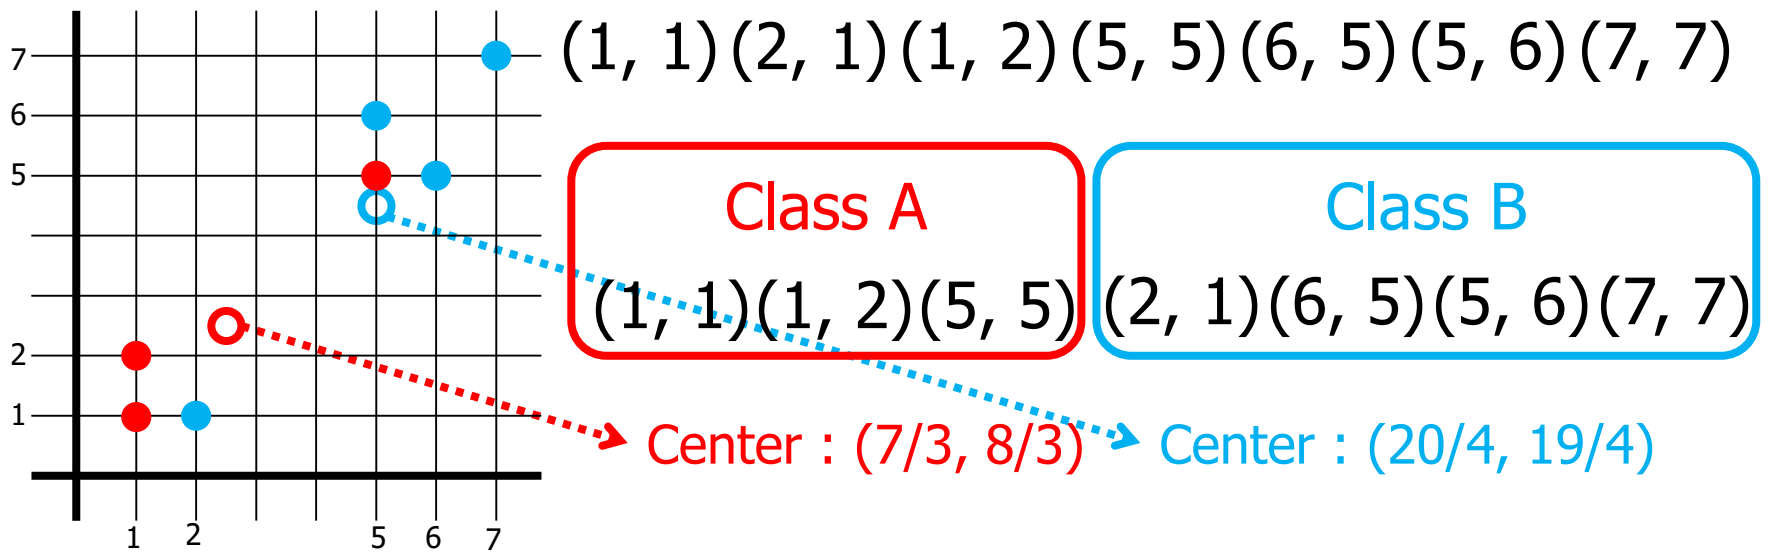 (1, 1) (2, 1) (1, 2) (5, 5) (6, 5) (5, 6) (7, 7)
7
6
5
2
1
1 2 5 6 7
Class A
(1, 1) (1, 2) (5, 5)
Center : (7/3, 8/3)
Class B
(2, 1) (6, 5) (5, 6) (7, 7)
Center : (20/4, 19/4)